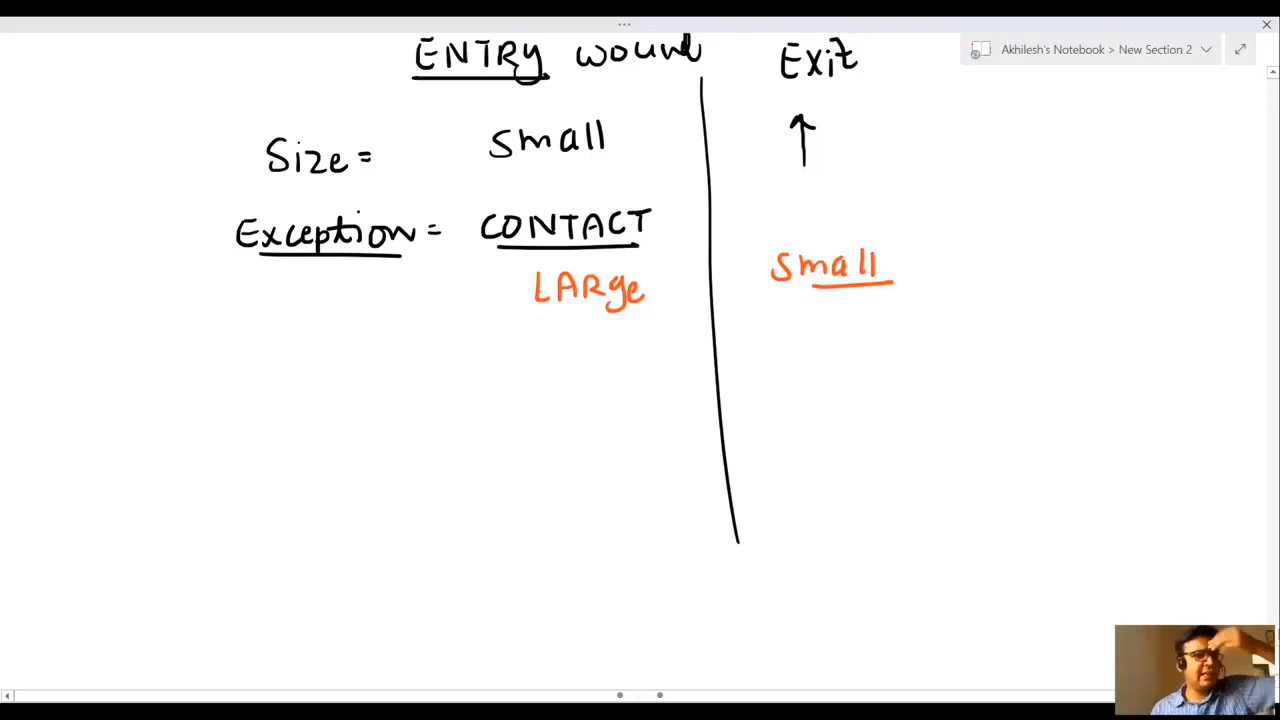 ENTRY wound Exit
Akhilesh's Notebook > New Section 2
Size = small ↑
Exception = CONTACT
LARge small